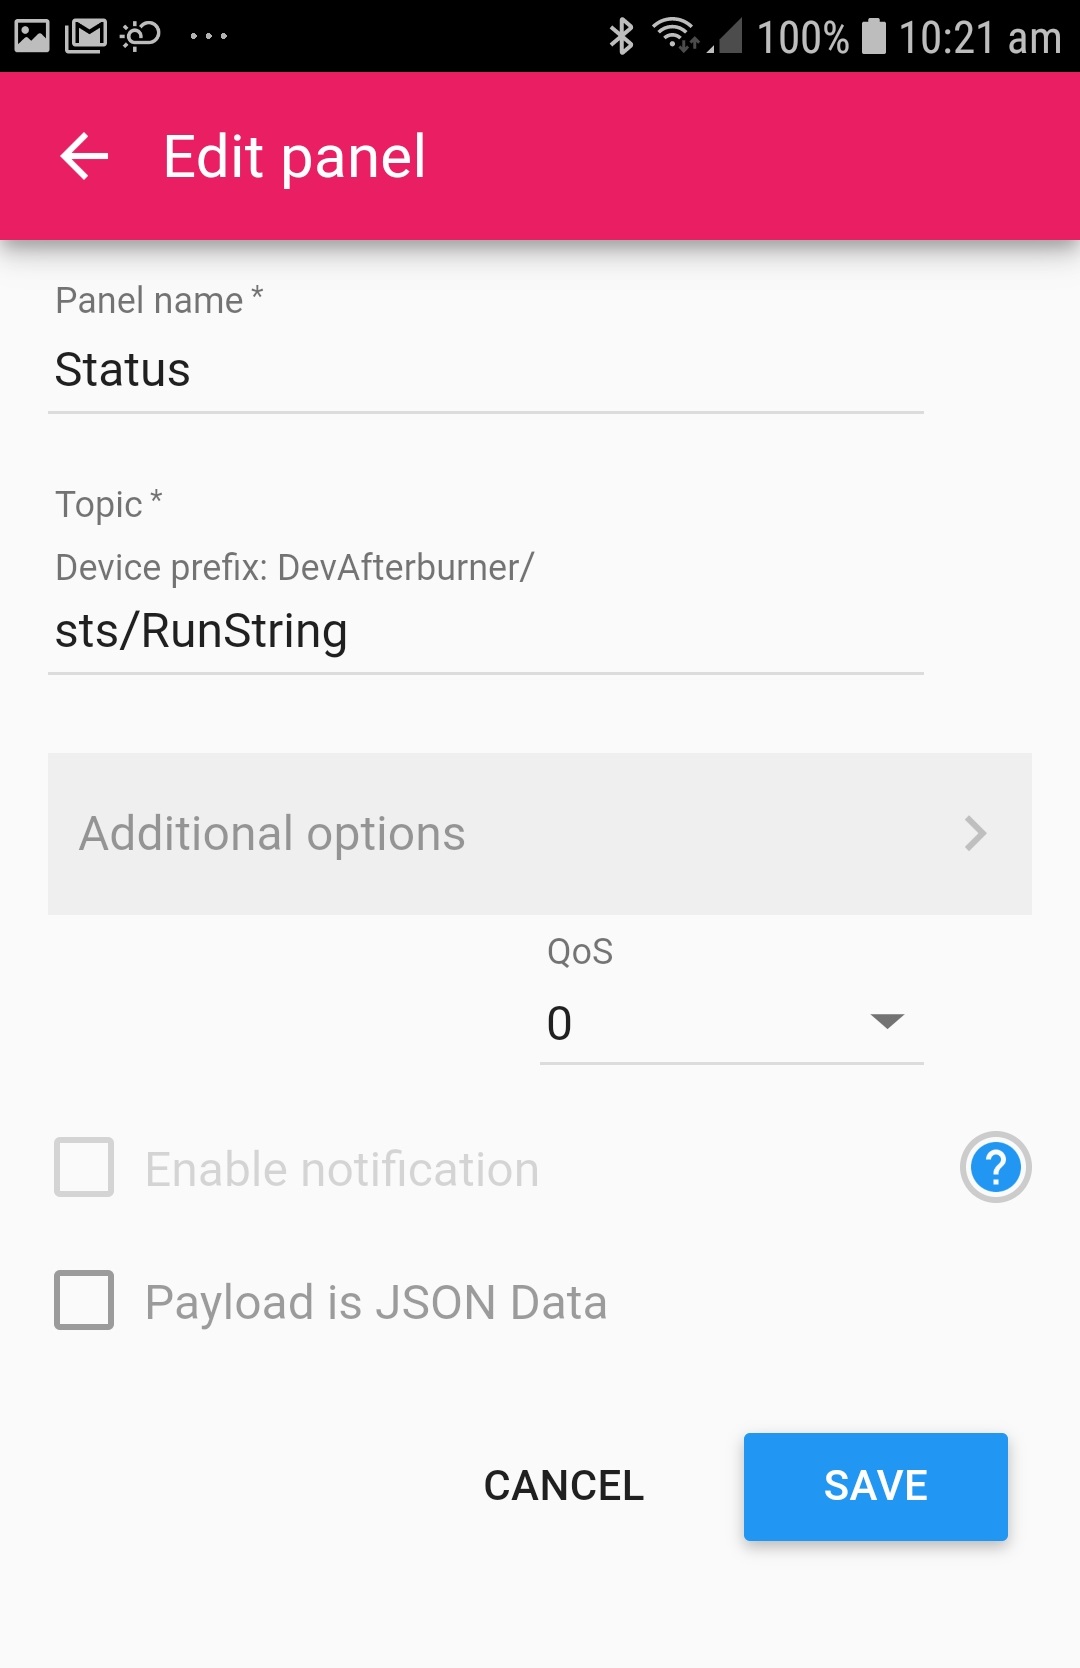 100% 10:21 am
Edit panel
Panel name *
Status
Topic *
Device prefix: DevAfterburner/
sts/RunString
Additional options
QoS
0
Enable notification
?
Payload is JSON Data
CANCEL SAVE